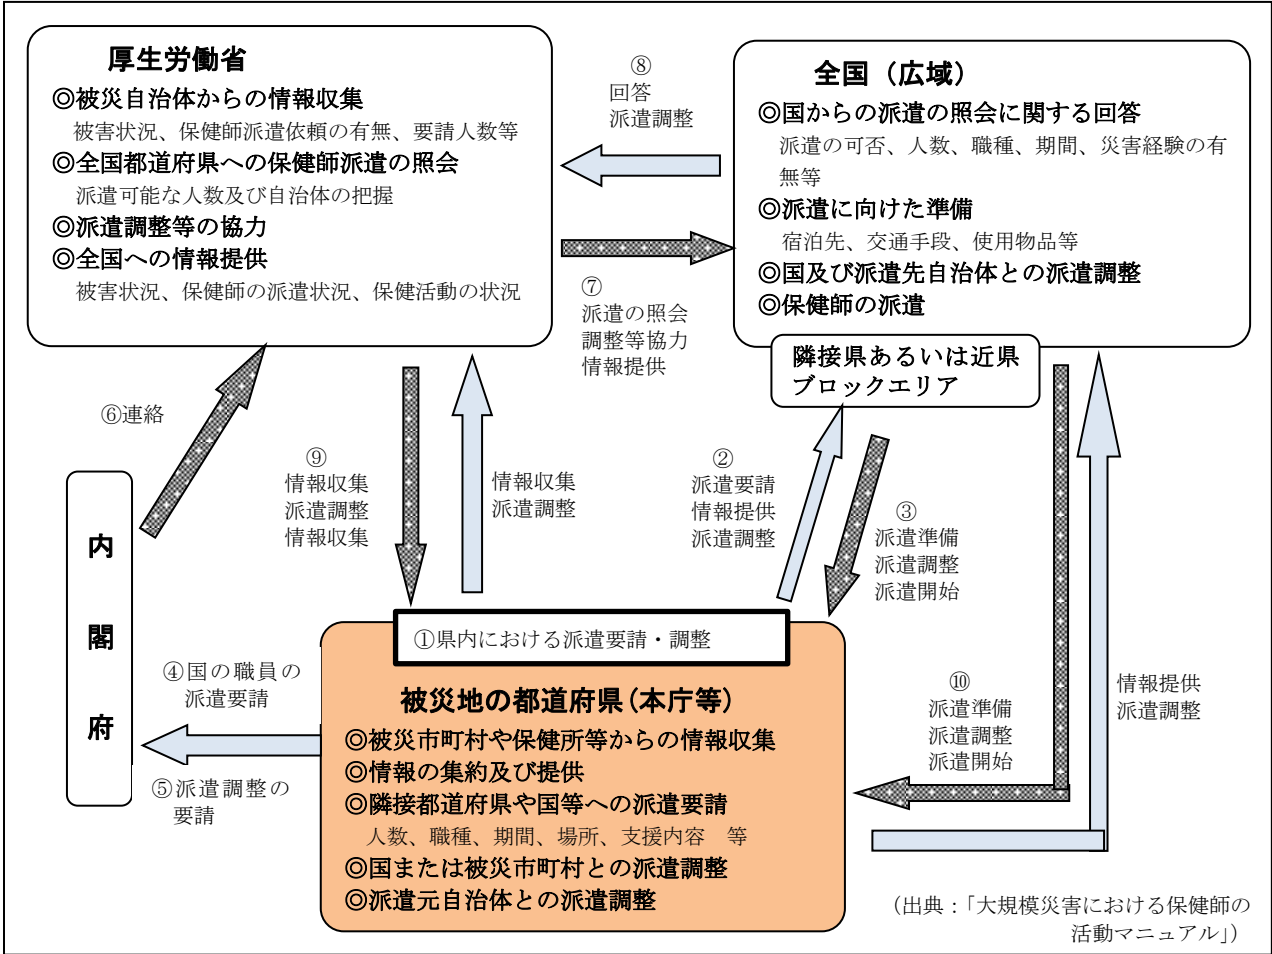 厚生労働省
◎被災自治体からの情報収集
被害状況、保健師派遣依頼の有無、要請人数等
◎全国都道府県への保健師派遣の照会
派遣可能な人数及び自治体の把握
◎派遣調整等の協力
◎全国への情報提供
被害状況、保健師の派遣状況、保健活動の状況
⑧
回答
派遣調整
全国（広域）
◎国からの派遣の照会に関する回答
派遣の可否、人数、職種、期間、災害経験の有
無等
◎派遣に向けた準備
宿泊先、交通手段、使用物品等
◎国及び派遣先自治体との派遣調整
◎保健師の派遣
⑦
派遣の照会
調整等協力
情報提供
隣接県あるいは近県
ブロックエリア
⑥連絡
⑨
情報収集
派遣調整
情報収集
情報収集
派遣調整
②
派遣要請
情報提供
派遣調整
③
派遣準備
派遣調整
派遣開始
内閣府
④国の職員の
派遣要請
⑤派遣調整の
要請
①県内における派遣要請・調整
被災地の都道府県（本庁等）
◎被災市町村や保健所等からの情報収集
◎情報の集約及び提供
◎隣接都道府県や国等への派遣要請
人数、職種、期間、場所、支援内容　等
◎国または被災市町村との派遣調整
◎派遣元自治体との派遣調整
⑩
派遣準備
派遣調整
派遣開始
情報提供
派遣調整
（出典：「大規模災害における保健師の
活動マニュアル」）